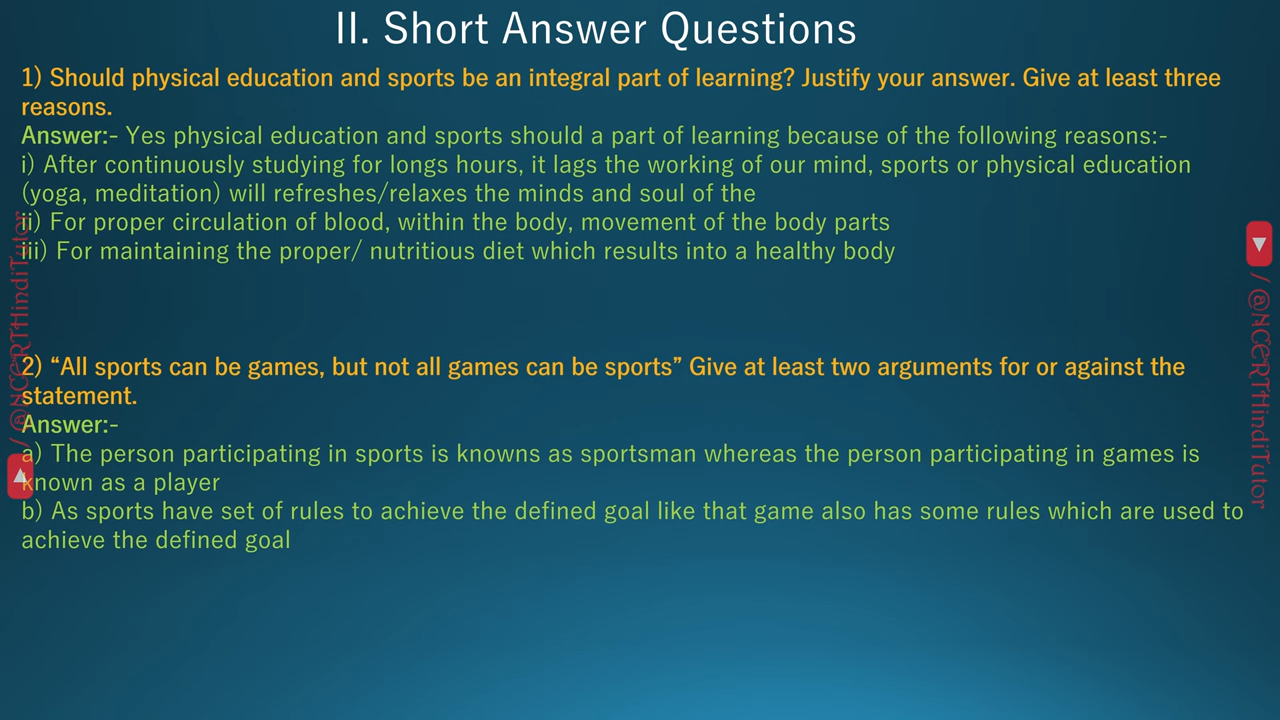 II. Short Answer Questions
1) Should physical education and sports be an integral part of learning? Justify your answer. Give at least three
reasons.
Answer:- Yes physical education and sports should a part of learning because of the following reasons:-
i) After continuously studying for longs hours, it lags the working of our mind, sports or physical education
(yoga, meditation) will refreshes/relaxes the minds and soul of the
ii) For proper circulation of blood, within the body, movement of the body parts
iii) For maintaining the proper/ nutritious diet which results into a healthy body
2) “All sports can be games, but not all games can be sports” Give at least two arguments for or against the
statement.
Answer:-
a) The person participating in sports is knowns as sportsman whereas the person participating in games is
known as a player
b) As sports have set of rules to achieve the defined goal like that game also has some rules which are used to
achieve the defined goal
/ @NCERTHindiTutor
/ @NCERTHindiTutor